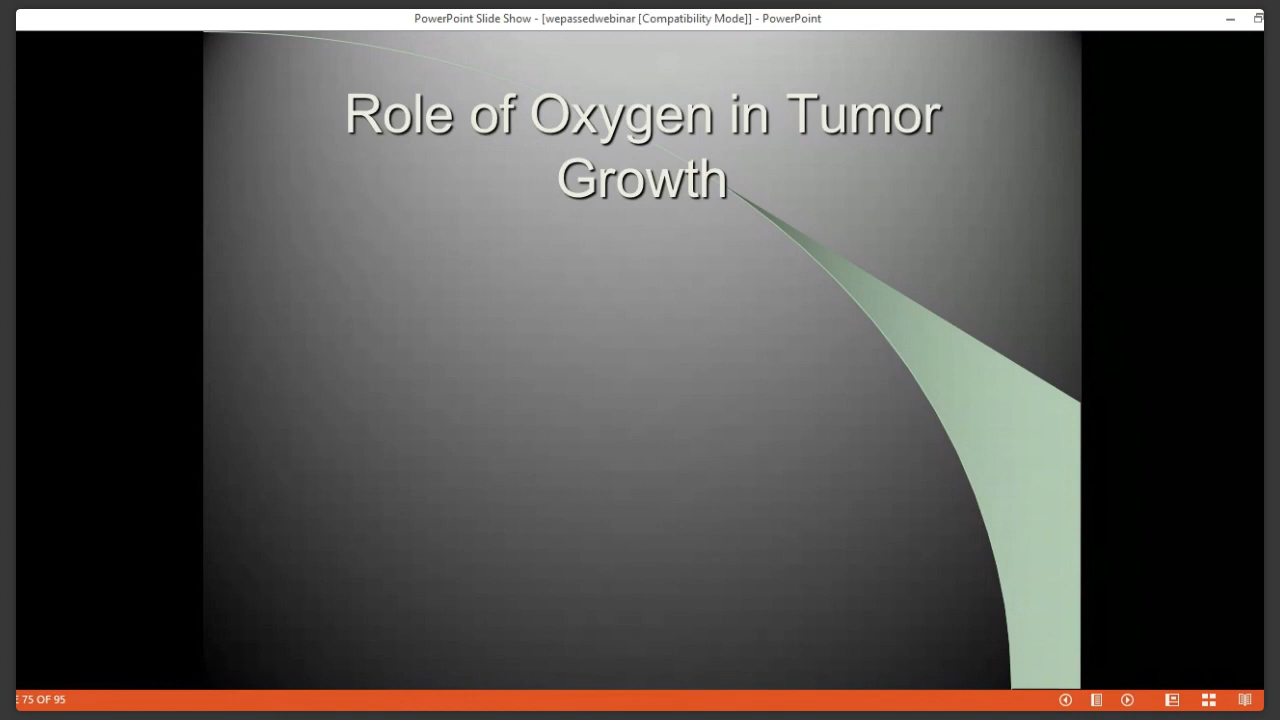 PowerPoint Slide Show - [wepassedwebinar [Compatibility Mode]] - PowerPoint
Role of Oxygen in Tumor
Growth
E 75 OF 95